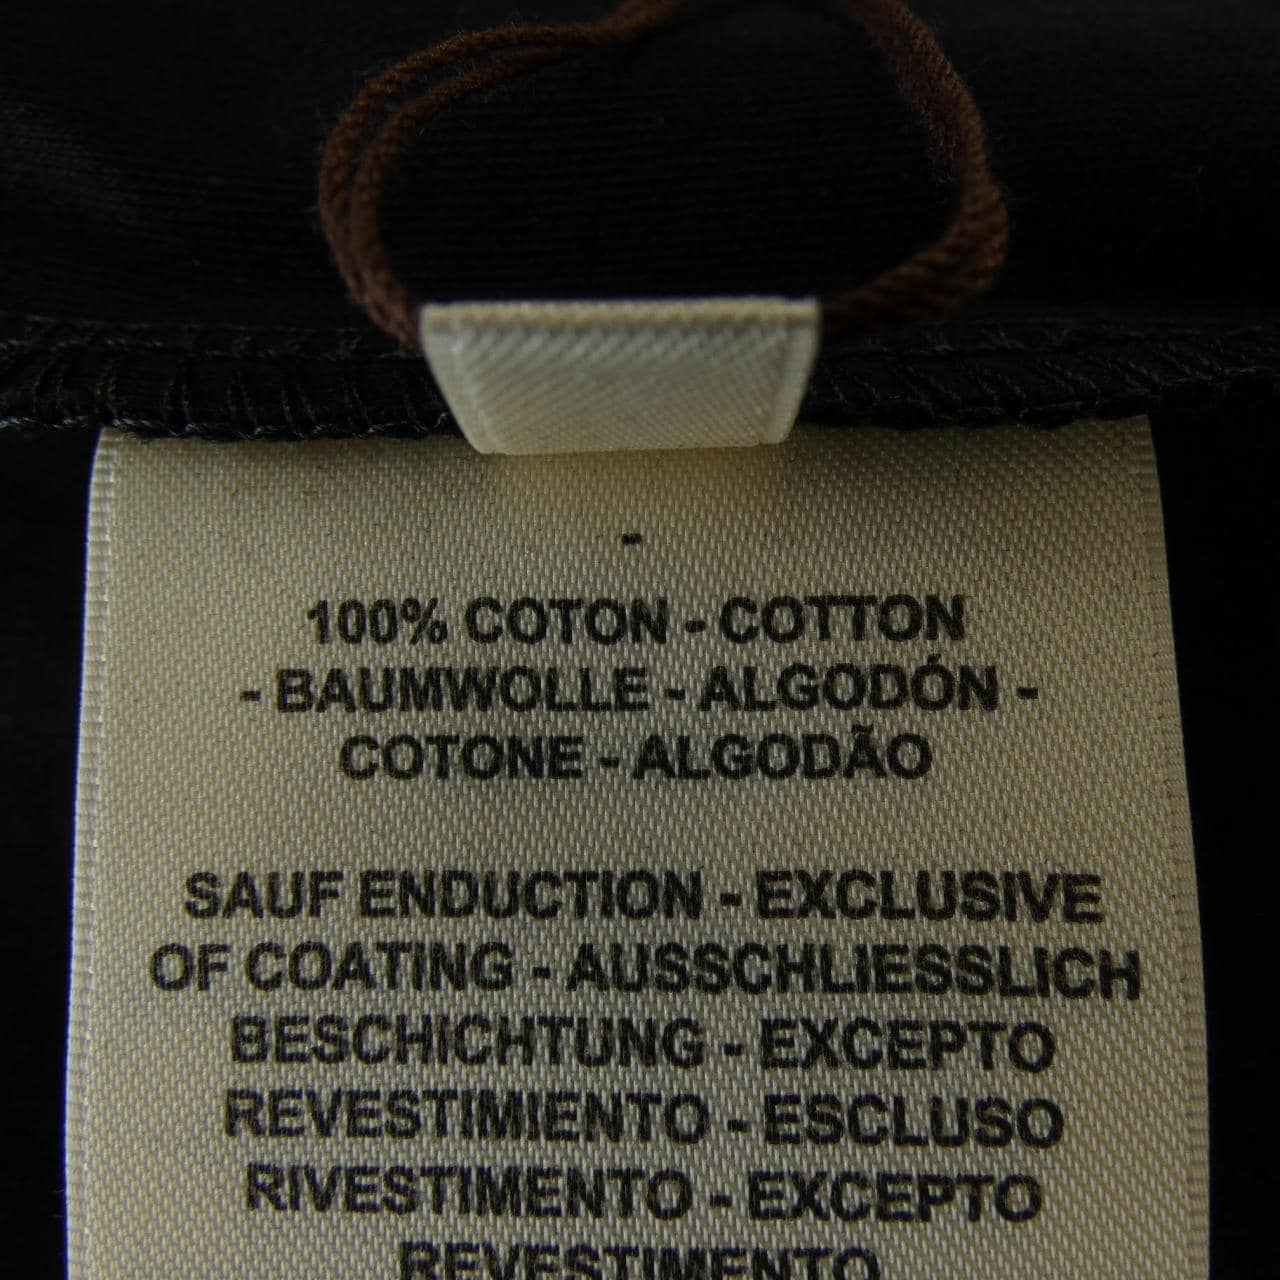 -
100% COTON - COTTON
- BAUMWOLLE - ALGODÓN -
COTONE - ALGODÃO
SAUF ENDUCTION - EXCLUSIVE
OF COATING - AUSSCHLIESSLICH
BESCHICHTUNG - EXCEPTO
REVESTIMIENTO - ESCLUSO
RIVESTIMENTO - EXCEPTO
REVESTIMENTO